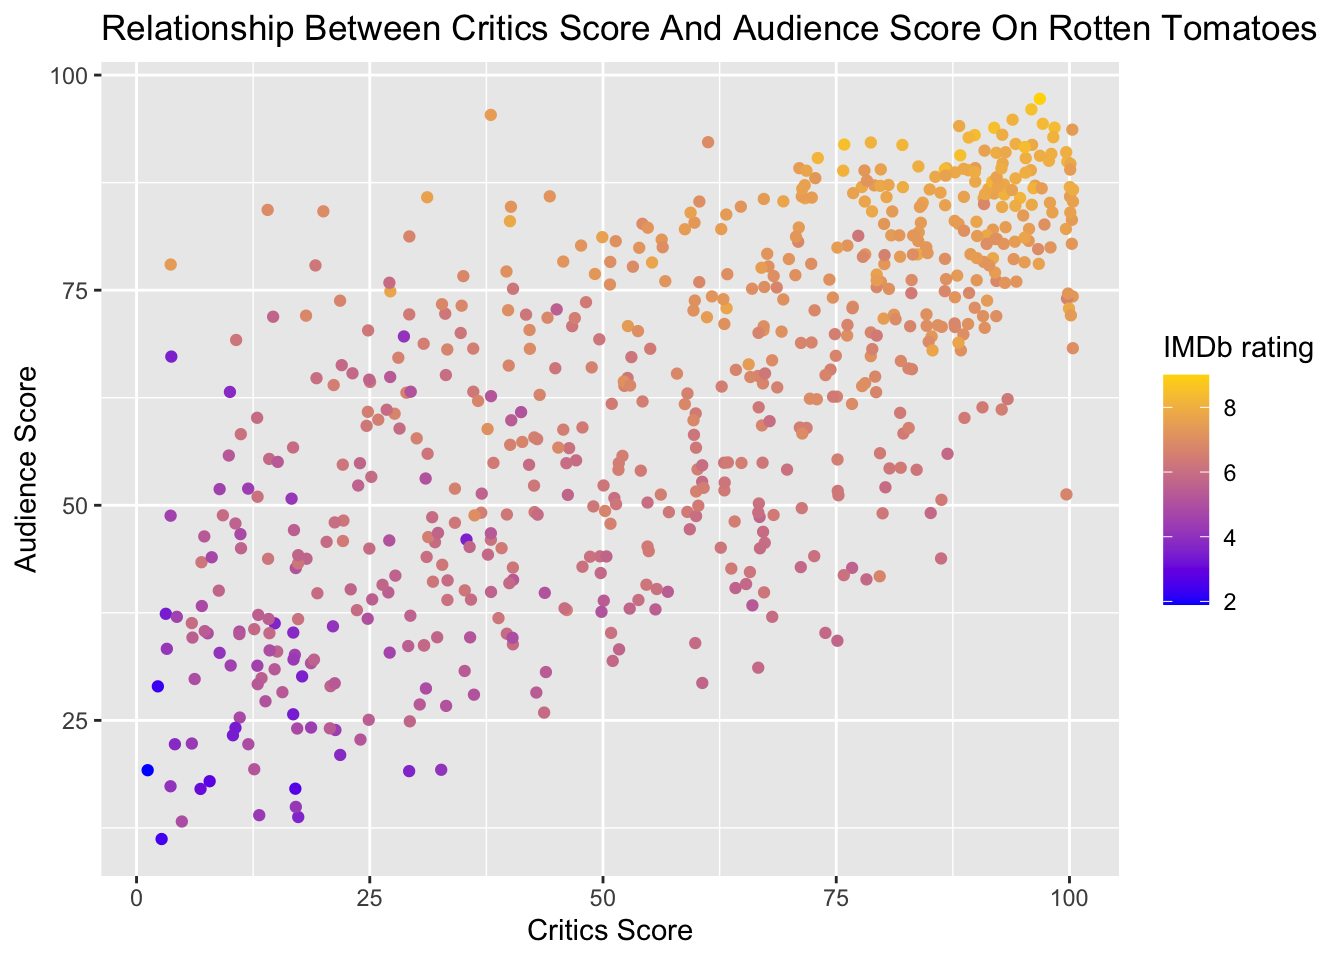 Relationship Between Critics Score And Audience Score On Rotten Tomatoes
100
75
50
25
Audience Score
0 25 50 75 100
Critics Score
IMDb rating
8
6
4
2